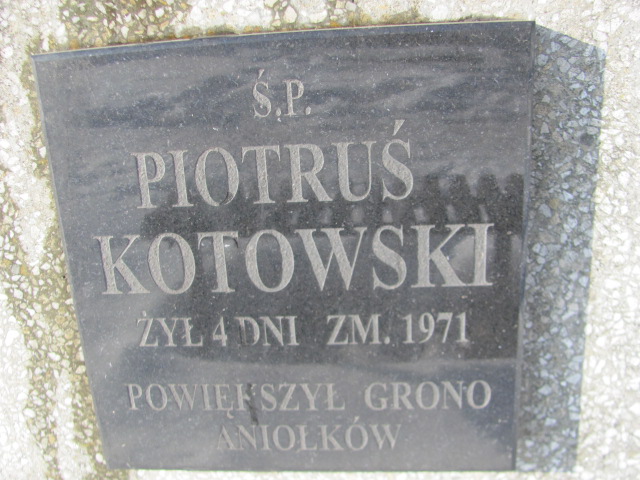 Ś.P.
PIOTRUŚ
KOTOWSKI
ŻYŁ 4 DNI ZM. 1971
POWIĘKSZYŁ GRONO
ANIOŁKÓW